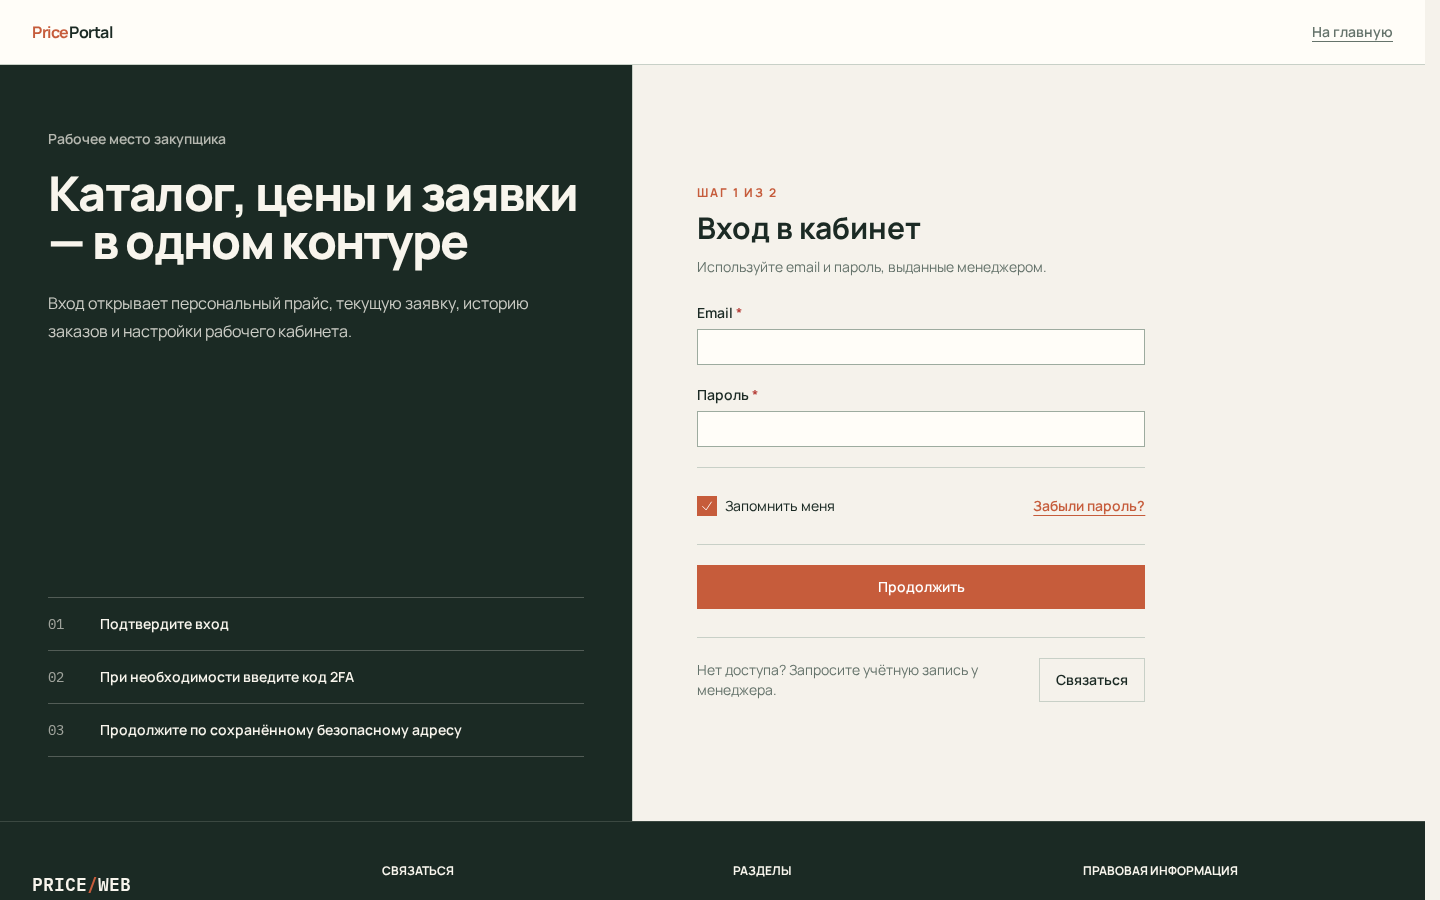 PricePortal
На главную
Рабочее место закупщика
Каталог, цены и заявки
— в одном контуре
Вход открывает персональный прайс, текущую заявку, историю
заказов и настройки рабочего кабинета.
01 Подтвердите вход
02 При необходимости введите код 2FA
03 Продолжите по сохранённому безопасному адресу
ШАГ 1 ИЗ 2
Вход в кабинет
Используйте email и пароль, выданные менеджером.
Email *
Пароль *
Запомнить меня
Забыли пароль?
Продолжить
Нет доступа? Запросите учётную запись у
менеджера.
Связаться
PRICE/WEB
СВЯЗАТЬСЯ
РАЗДЕЛЫ
ПРАВОВАЯ ИНФОРМАЦИЯ